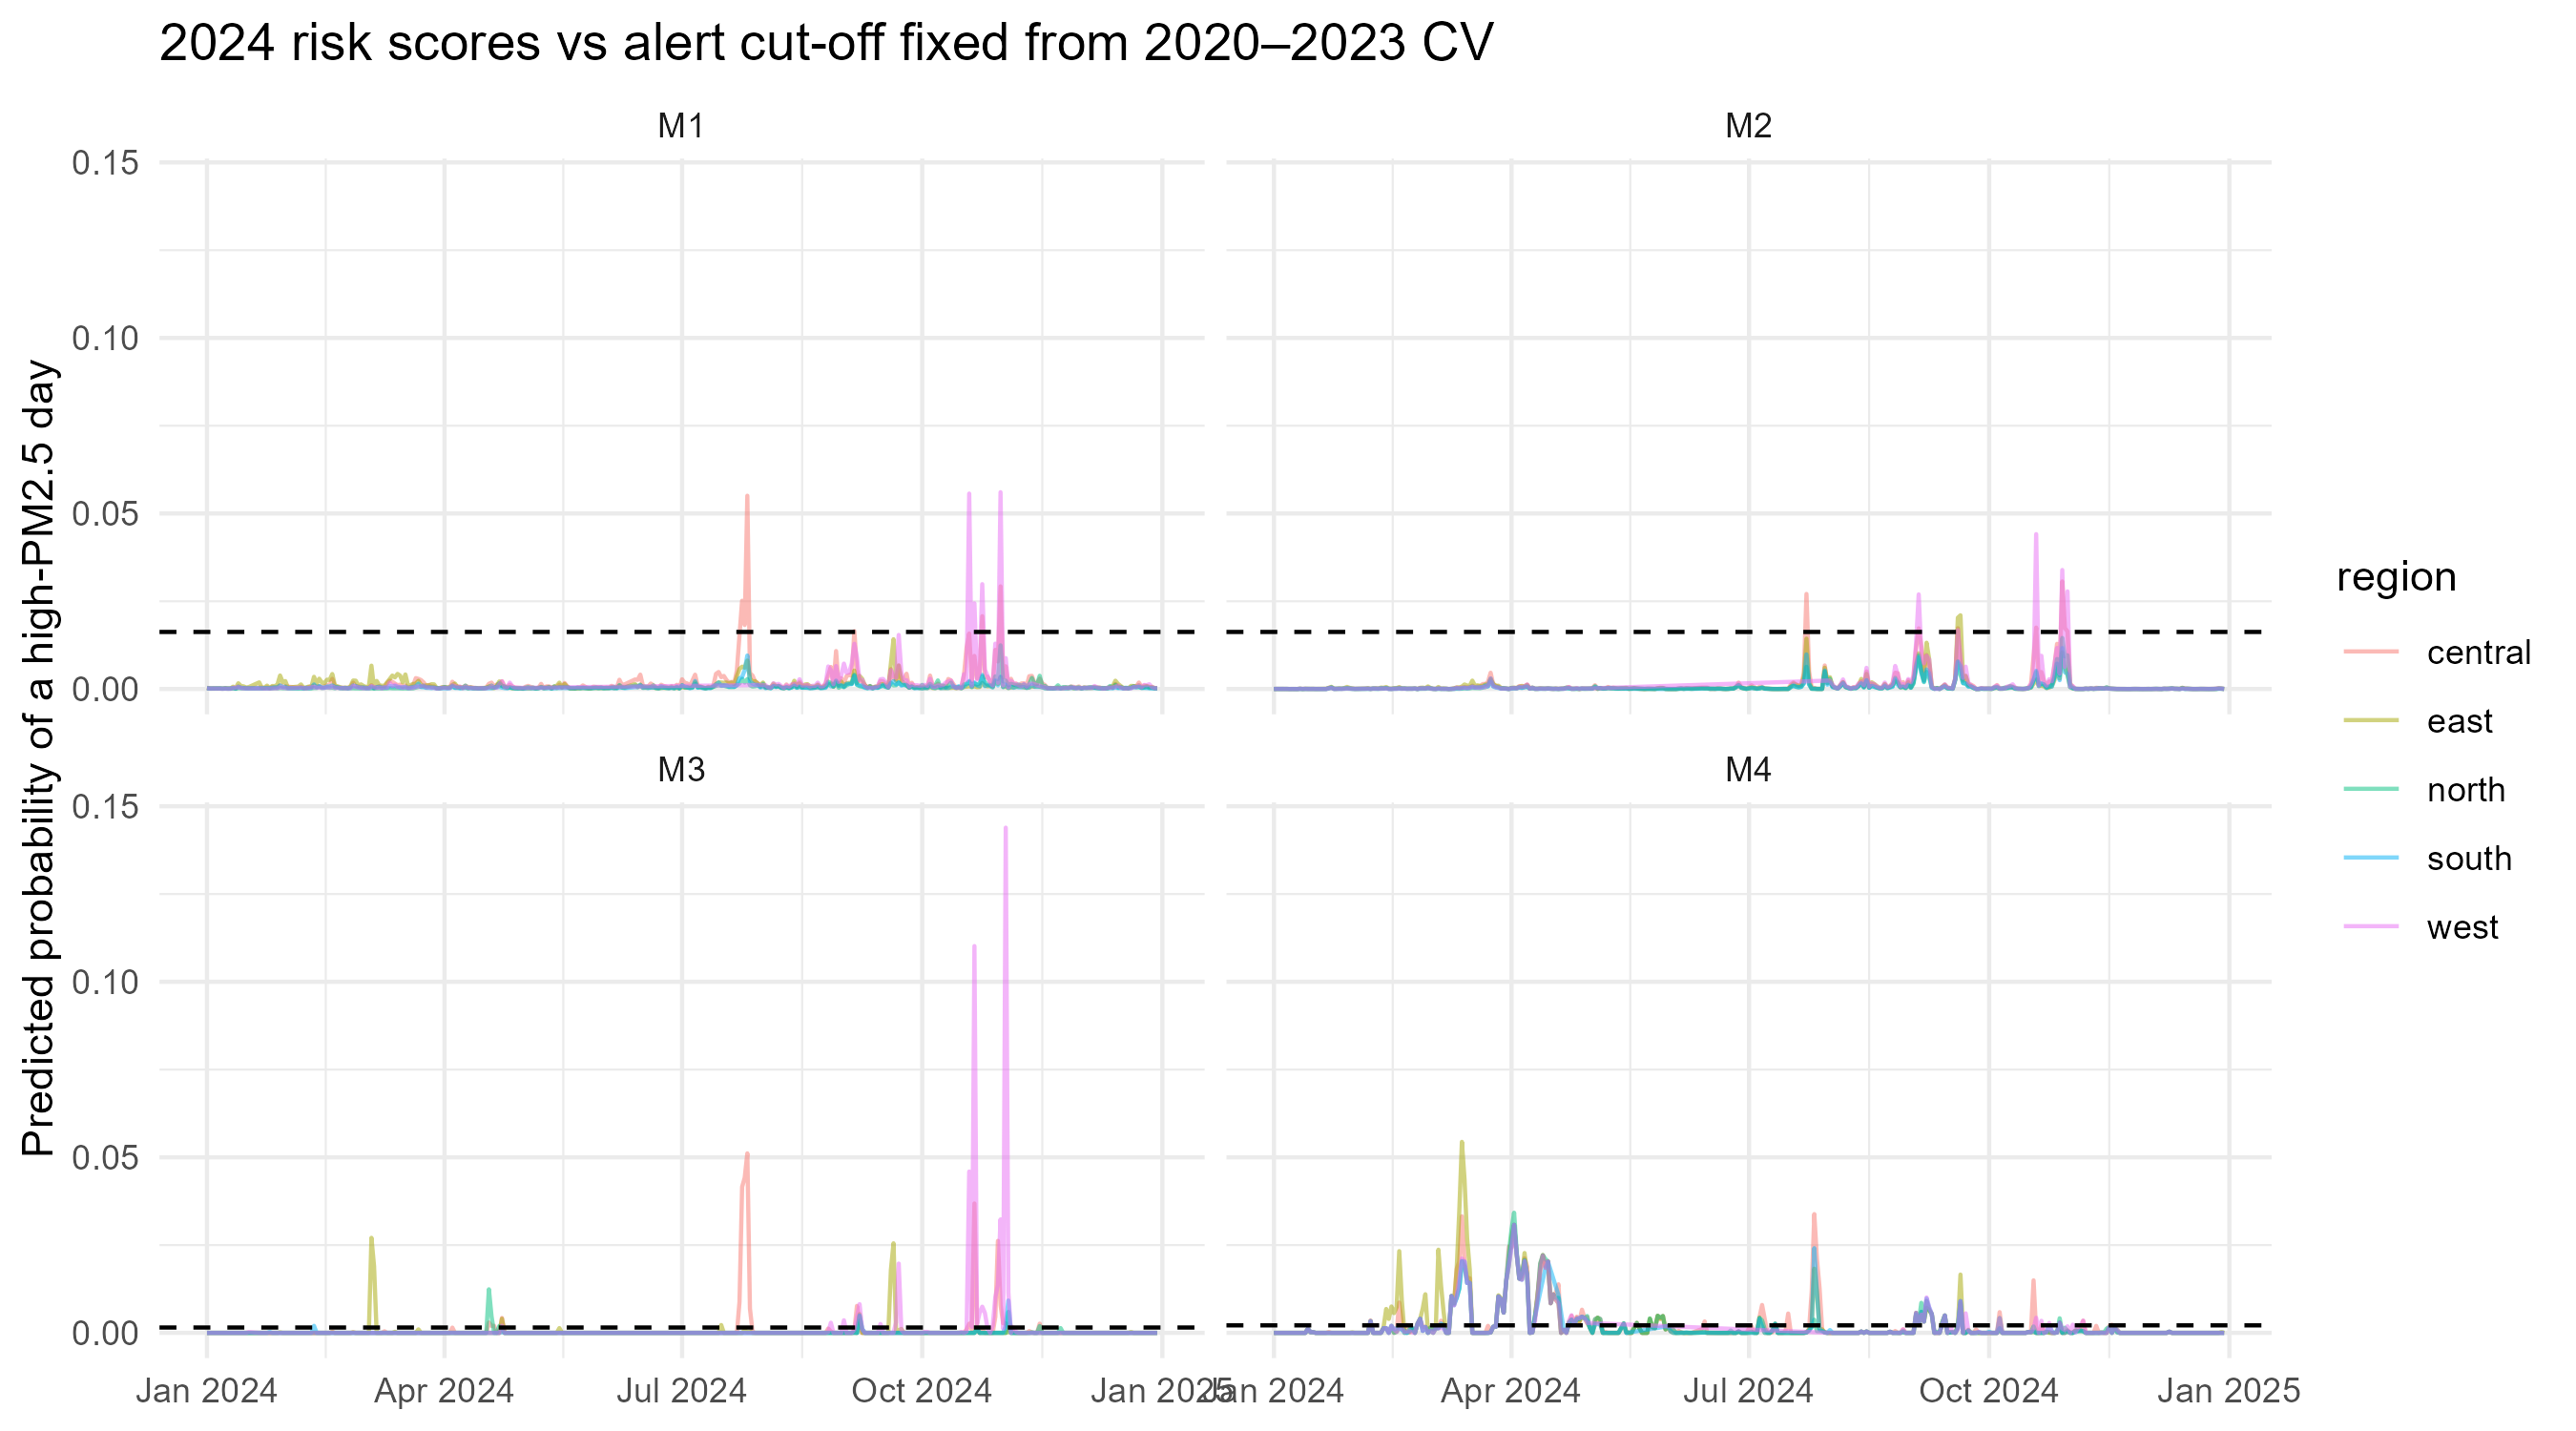 2024 risk scores vs alert cut-off fixed from 2020–2023 CV
M1
M2
0.15
0.10
0.05
0.00
M3
M4
0.15
0.10
0.05
0.00
Jan 2024
Apr 2024
Jul 2024
Oct 2024
Jan 2025
Jan 2024
Apr 2024
Jul 2024
Oct 2024
Jan 2025
Predicted probability of a high-PM2.5 day
region
central
east
north
south
west